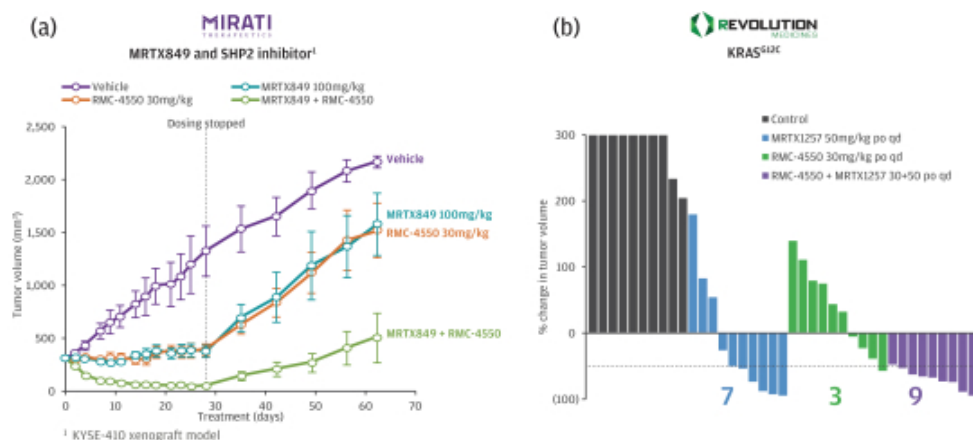 (a)
MIRATI
THERAPEUTICS
MRTX849 and SHP2 inhibitor¹
Vehicle
MRTX849 100mg/kg
RMC-4550 30mg/kg
MRTX849 + RMC-4550
Dosing stopped
Tumor volume (mm³)
2,500
2,000
1,500
1,000
500
0
Vehicle
MRTX849 100mg/kg
RMC-4550 30mg/kg
MRTX849 + RMC-4550
0 10 20 30 40 50 60 70
Treatment (days)
¹ KYSE-410 xenograft model
(b)
REVOLUTION
MEDICINES
KRASᴳ¹²ᶜ
Control
MRTX1257 50mg/kg po qd
RMC-4550 30mg/kg po qd
RMC-4550 + MRTX1257 30+50 po qd
% change in tumor volume
300
200
100
0
(100)
7 3 9